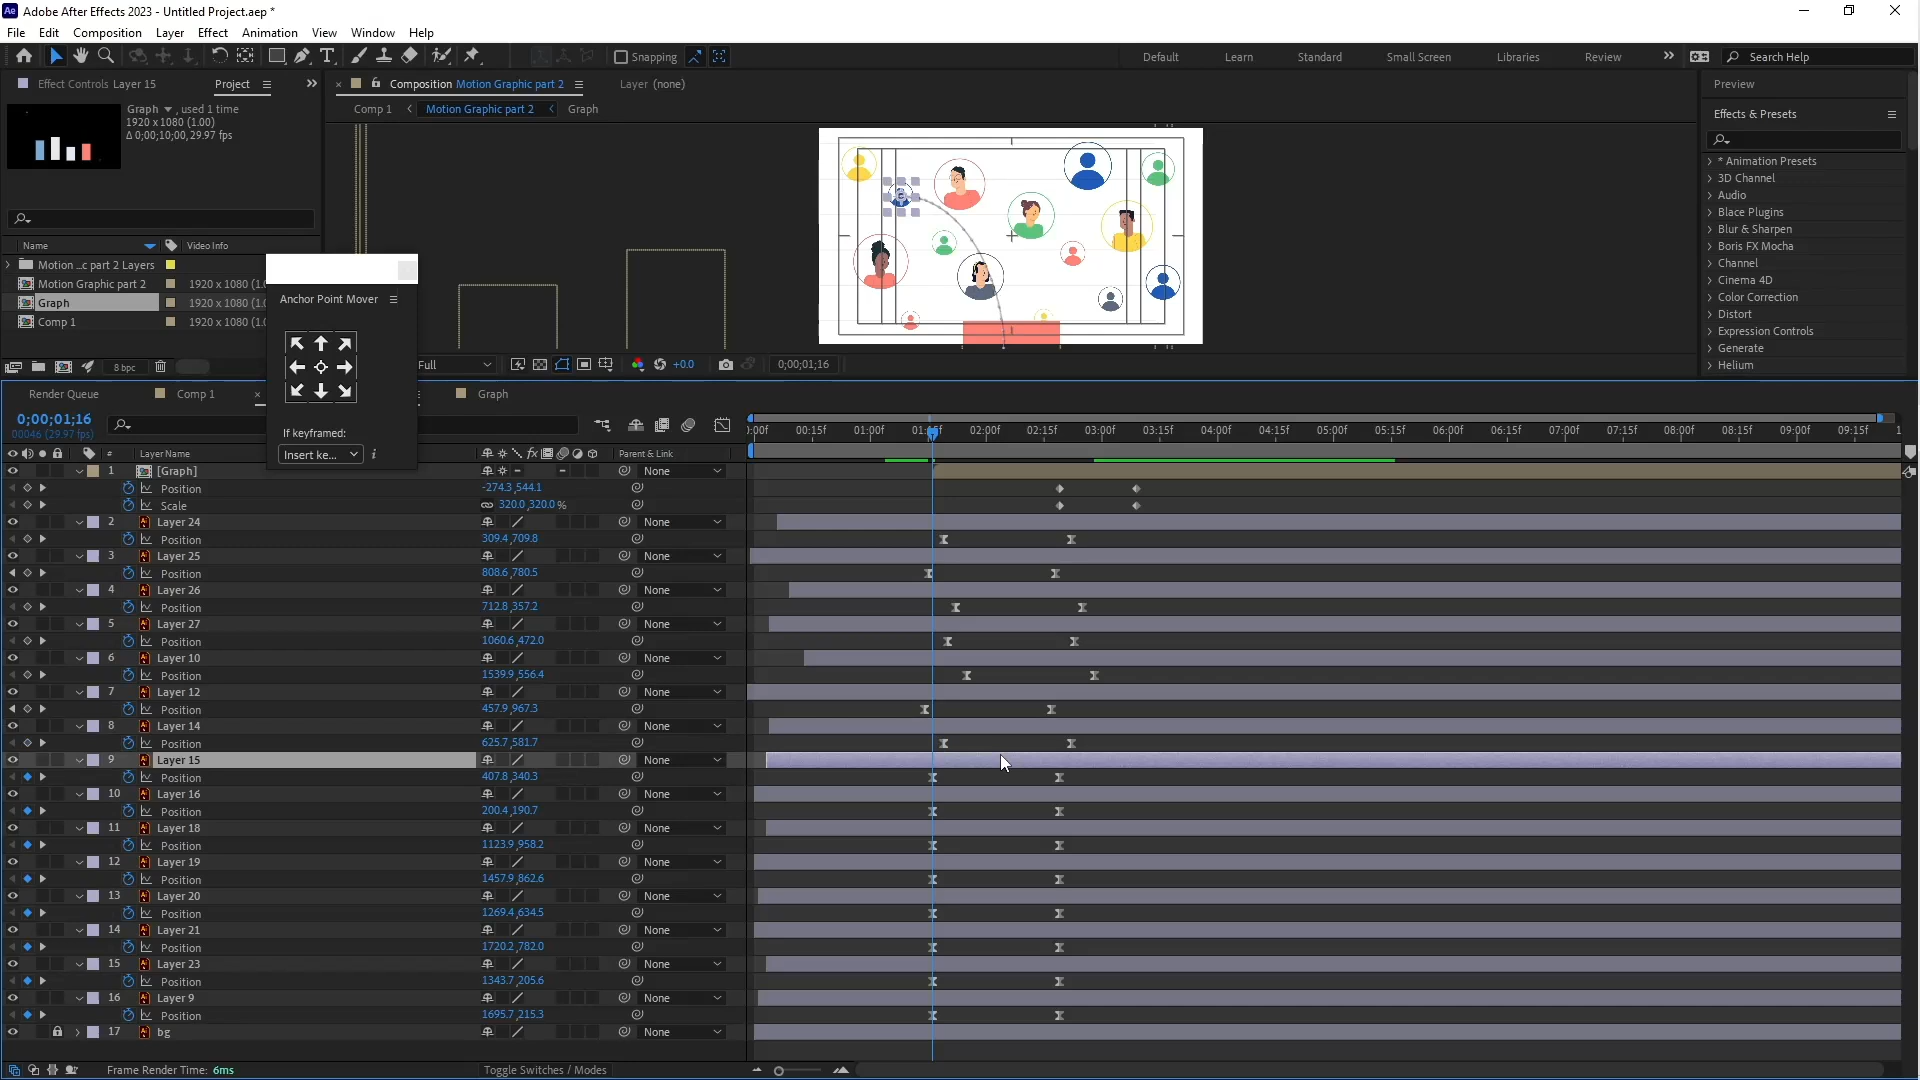 Adobe After Effects 2023 - Untitled Project.aep *
File Edit Composition Layer Effect Animation View Window Help
Snapping Default Learn Standard Small Screen Libraries Review Search Help
Effect Controls Layer 15 Project Composition Motion Graphic part 2 Layer (none) Preview
Graph , used 1 time
1920 x 1080 (1.00)
Δ 0;00;10;00, 29.97 fps
Comp 1 Motion Graphic part 2 Graph
Effects & Presets
* Animation Presets
3D Channel
Audio
Blace Plugins
Blur & Sharpen
Boris FX Mocha
Channel
Cinema 4D
Color Correction
Distort
Expression Controls
Generate
Helium
Name Video Info
Motion ...c part 2 Layers
Motion Graphic part 2 1920 x 1080 (1.0
Graph 1920 x 1080 (1.0
Comp 1 1920 x 1080 (1.0
8 bpc
Anchor Point Mover
If keyframed:
Insert ke... i
Full +0.0 0;00;01;16
Render Queue Comp 1 Graph
0;00;01;16
00046 (29.97 fps)
00:15f 01:00f 02:00f 02:15f 03:00f 03:15f 04:00f 04:15f 05:00f 05:15f 06:00f 06:15f 07:00f 07:15f 08:00f 08:15f 09:00f 09:15f
# Layer Name fx Parent & Link
1 [Graph] None
Position -274.3,544.1
Scale 320.0,320.0%
2 Layer 24 None
Position 309.4,709.8
3 Layer 25 None
Position 808.6,780.5
4 Layer 26 None
Position 712.8,357.2
5 Layer 27 None
Position 1060.6,472.0
6 Layer 10 None
Position 1539.9,556.4
7 Layer 12 None
Position 457.9,967.3
8 Layer 14 None
Position 625.7,581.7
9 Layer 15 None
Position 407.8,340.3
10 Layer 16 None
Position 200.4,190.7
11 Layer 18 None
Position 1123.9,958.2
12 Layer 19 None
Position 1457.9,862.6
13 Layer 20 None
Position 1269.4,634.5
14 Layer 21 None
Position 1720.2,782.0
15 Layer 23 None
Position 1343.7,205.6
16 Layer 9 None
Position 1695.7,215.3
17 bg None
Frame Render Time: 6ms Toggle Switches / Modes